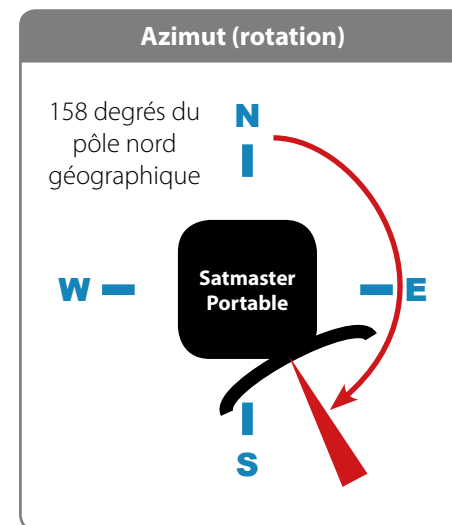 Azimut (rotation)
158 degrés du
pôle nord
géographique
N
W
Satmaster
Portable
E
S